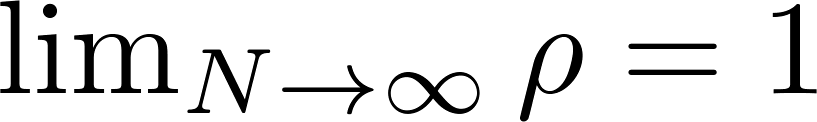 lim_{N→∞} ρ = 1